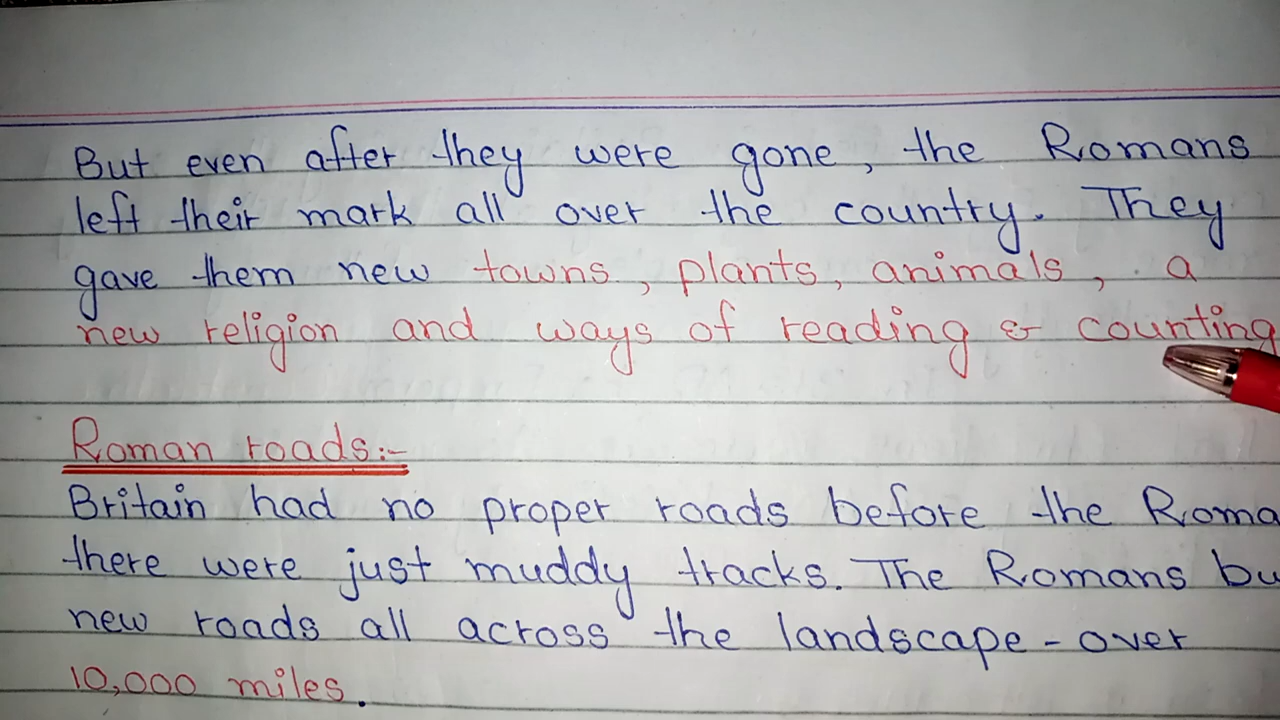 But even after they were gone, the Romans
left their mark all over the country. They
gave them new towns, plants, animals, a
new religion and ways of reading & counting
Roman roads:-
Britain had no proper roads before the Roma
there were just muddy tracks. The Romans bu
new roads all across the landscape - over
10,000 miles.